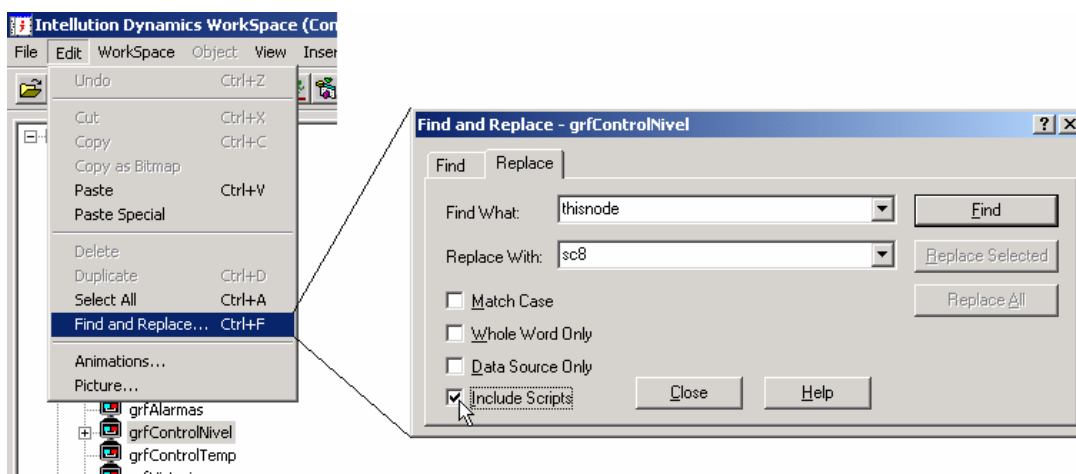 Intellution Dynamics WorkSpace (Con
File Edit WorkSpace Object View Inser
Undo Ctrl+Z
Cut Ctrl+X
Copy Ctrl+C
Copy as Bitmap
Paste Ctrl+V
Paste Special
Delete
Duplicate Ctrl+D
Select All Ctrl+A
Find and Replace... Ctrl+F
Animations...
Picture...
grfAlarmas
grfControlNivel
grfControlTemp
Find and Replace - grfControlNivel
Find Replace
Find What: thisnode Find
Replace With: sc8 Replace Selected
Match Case Replace All
Whole Word Only
Data Source Only
Include Scripts Close Help